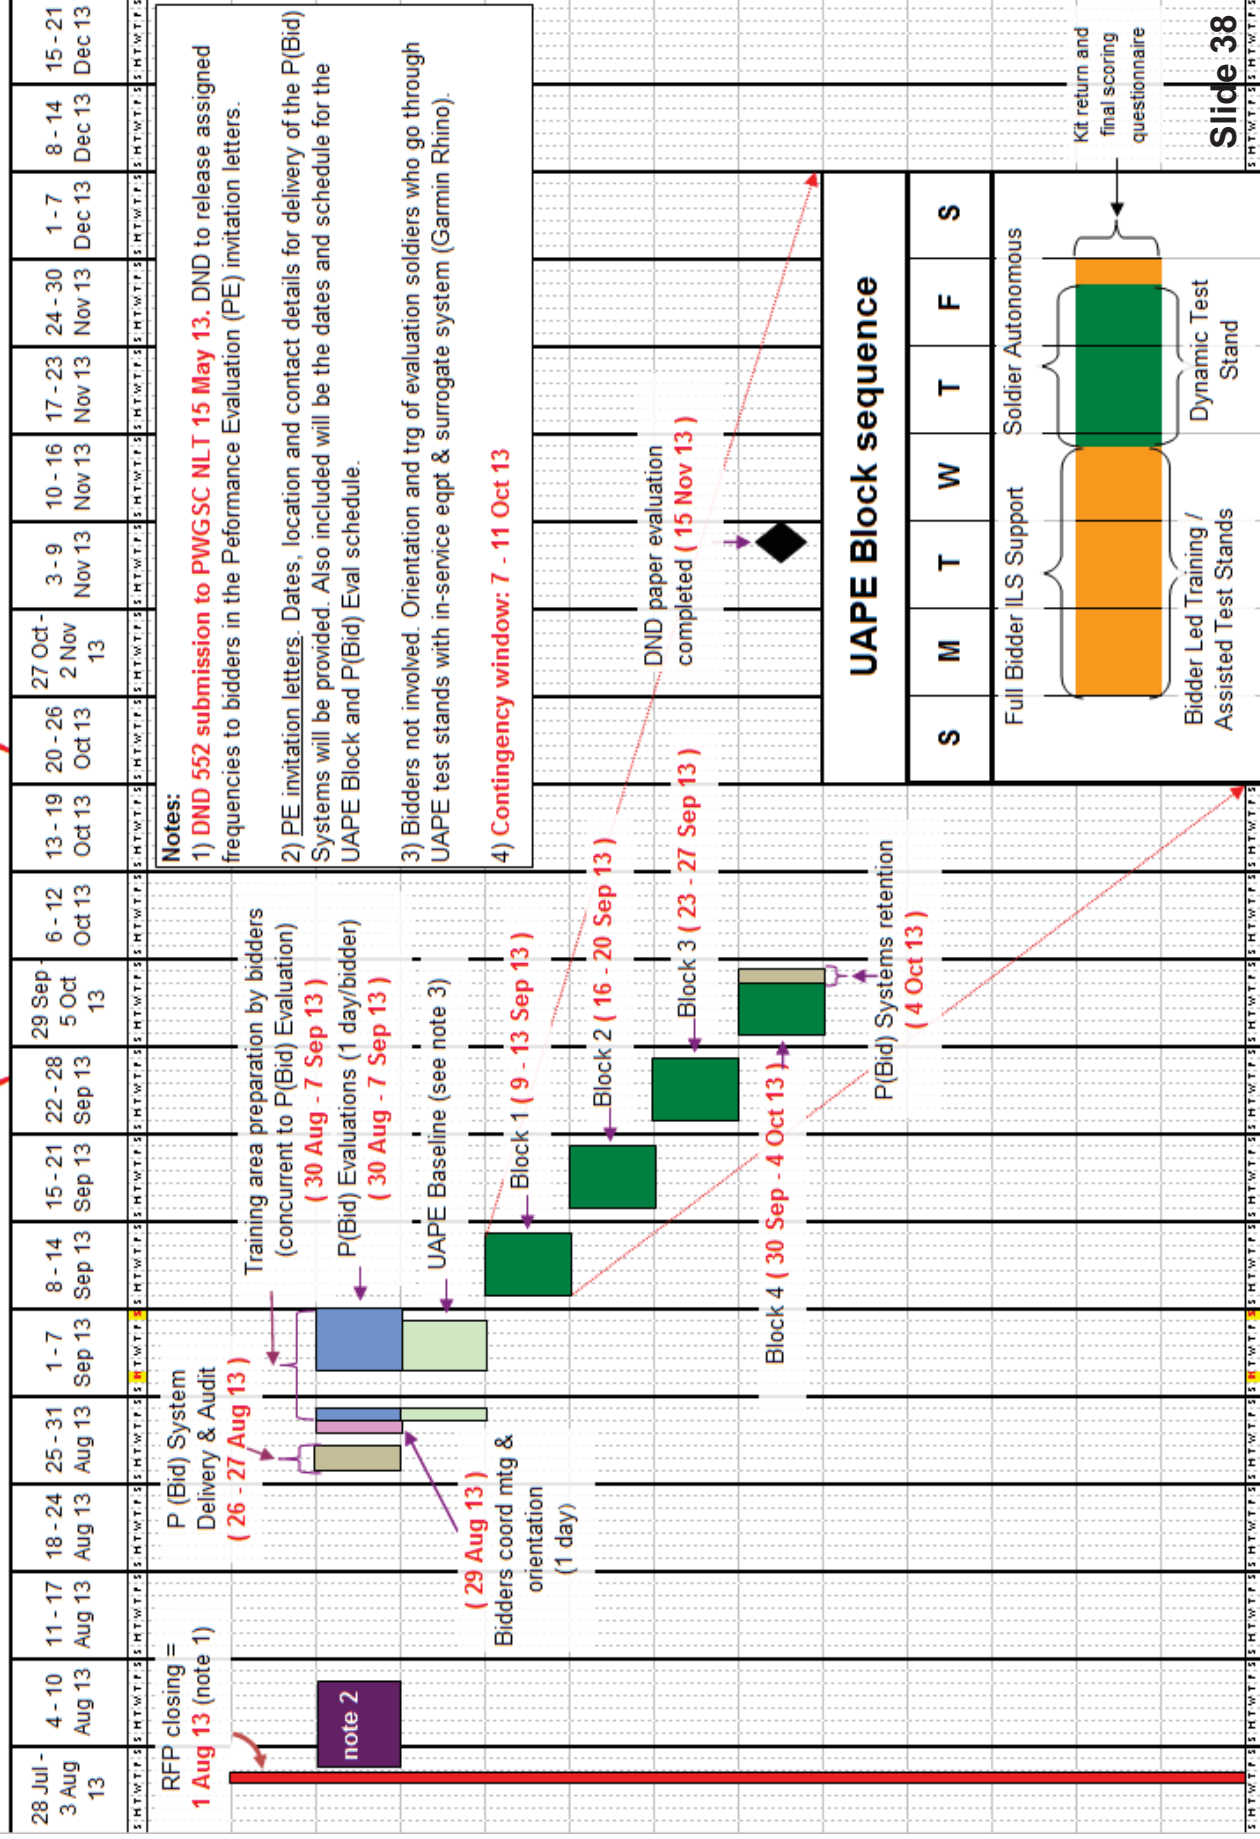 28 Jul -
3 Aug
13
4 - 10
Aug 13
11 - 17
Aug 13
18 - 24
Aug 13
25 - 31
Aug 13
1 - 7
Sep 13
8 - 14
Sep 13
15 - 21
Sep 13
22 - 28
Sep 13
29 Sep -
5 Oct
13
6 - 12
Oct 13
13 - 19
Oct 13
20 - 26
Oct 13
27 Oct -
2 Nov
13
3 - 9
Nov 13
10 - 16
Nov 13
17 - 23
Nov 13
24 - 30
Nov 13
1 - 7
Dec 13
8 - 14
Dec 13
15 - 21
Dec 13
S M T W T F S S M T W T F S S M T W T F S S M T W T F S S M T W T F S S M T W T F S S M T W T F S S M T W T F S S M T W T F S S M T W T F S S M T W T F S S M T W T F S S M T W T F S S M T W T F S S M T W T F S S M T W T F S S M T W T F S S M T W T F S S M T W T F S S M T W T F S S M T W T F S
RFP closing =
1 Aug 13 (note 1)
note 2
P (Bid) System
Delivery & Audit
( 26 - 27 Aug 13 )
( 29 Aug 13 )
Bidders coord mtg &
orientation
(1 day)
Training area preparation by bidders
(concurrent to P(Bid) Evaluation)
( 30 Aug - 7 Sep 13 )
P(Bid) Evaluations (1 day/bidder)
( 30 Aug - 7 Sep 13 )
UAPE Baseline (see note 3)
Block 1 ( 9 - 13 Sep 13 )
Block 2 ( 16 - 20 Sep 13 )
Block 3 ( 23 - 27 Sep 13 )
Block 4 ( 30 Sep - 4 Oct 13 )
P(Bid) Systems retention
( 4 Oct 13 )
Notes:
1) DND 552 submission to PWGSC NLT 15 May 13. DND to release assigned
frequencies to bidders in the Peformance Evaluation (PE) invitation letters.
2) PE invitation letters. Dates, location and contact details for delivery of the P(Bid)
Systems will be provided. Also included will be the dates and schedule for the
UAPE Block and P(Bid) Eval schedule.
3) Bidders not involved. Orientation and trg of evaluation soldiers who go through
UAPE test stands with in-service eqpt & surrogate system (Garmin Rhino).
4) Contingency window: 7 - 11 Oct 13
DND paper evaluation
completed ( 15 Nov 13 )
UAPE Block sequence
S M T W T F S
Full Bidder ILS Support
Soldier Autonomous
Bidder Led Training /
Assisted Test Stands
Dynamic Test
Stand
Kit return and
final scoring
questionnaire
S M T W T F S S M T W T F S S M T W T F S S M T W T F S S M T W T F S S M T W T F S S M T W T F S S M T W T F S S M T W T F S S M T W T F S S M T W T F S S M T W T F S S M T W T F S S M T W T F S S M T W T F S S M T W T F S S M T W T F S S M T W T F S S M T W T F S S M T W T F S S M T W T F S
Slide 38